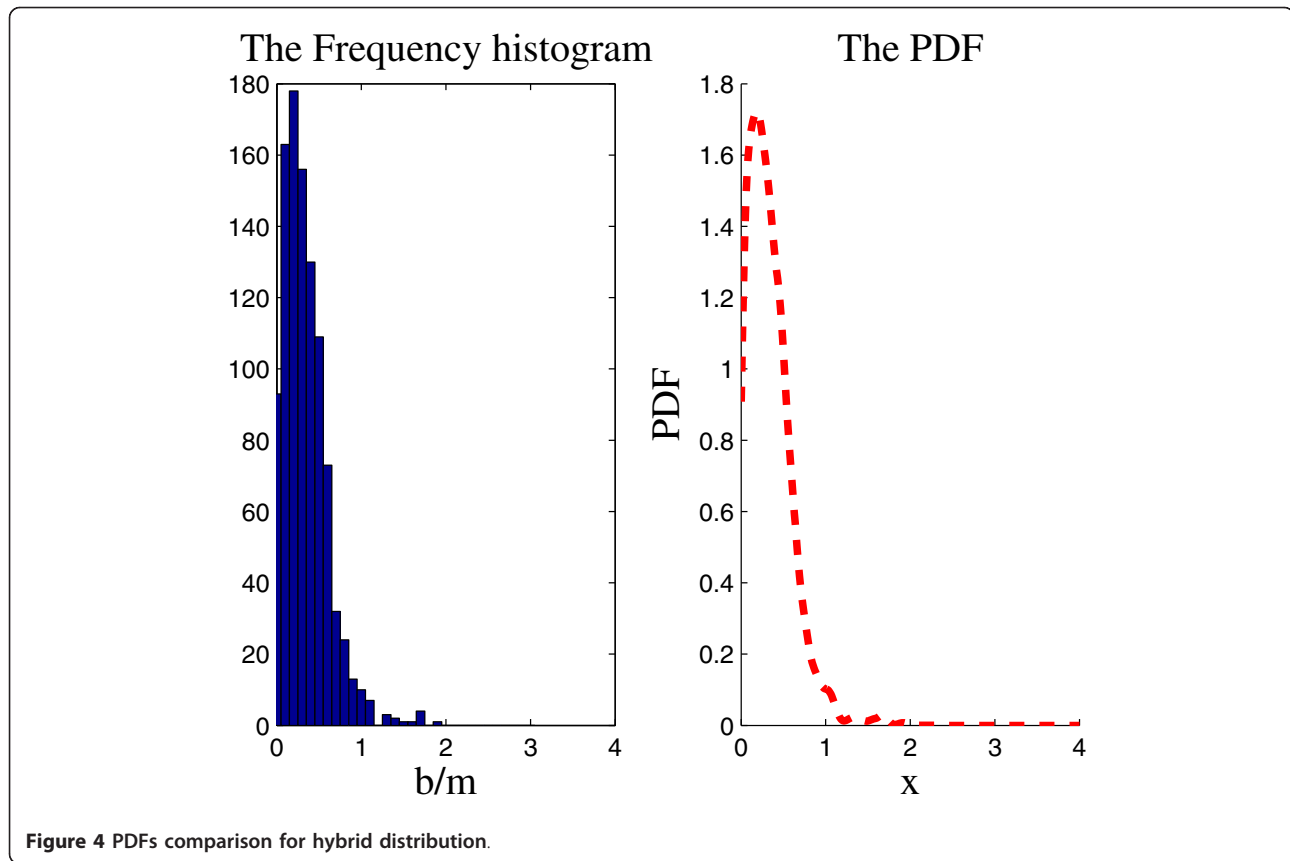 The Frequency histogram
180
160
140
120
100
80
60
40
20
0
0 1 2 3 4
b/m
The PDF
1.8
1.6
1.4
1.2
1
0.8
0.6
0.4
0.2
0
PDF
0 1 2 3 4
x
Figure 4 PDFs comparison for hybrid distribution.